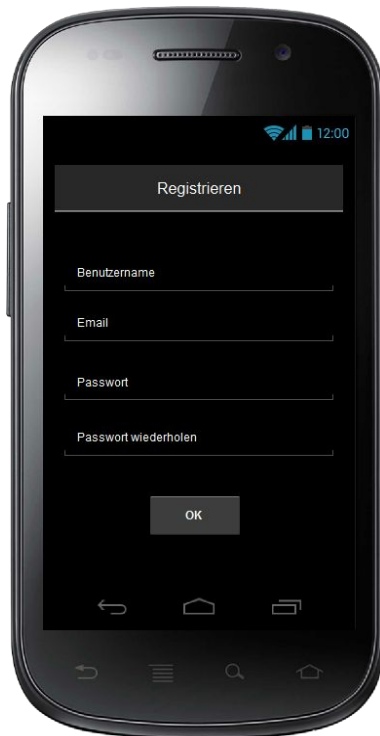 12:00
Registrieren
Benutzername
Email
Passwort
Passwort wiederholen
OK